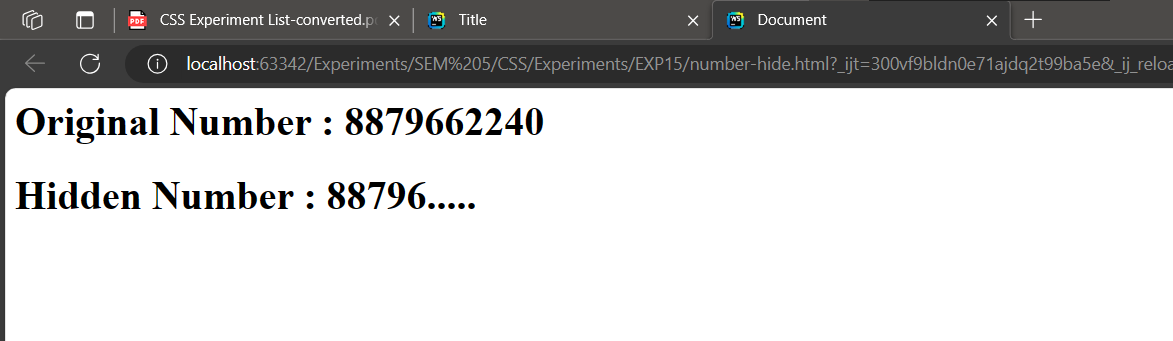 CSS Experiment List-converted.p
Title
Document
localhost:63342/Experiments/SEM%205/CSS/Experiments/EXP15/number-hide.html?_ijt=300vf9bldn0e71ajdq2t99ba5e&_ij_reloa
Original Number : 8879662240
Hidden Number : 88796.....